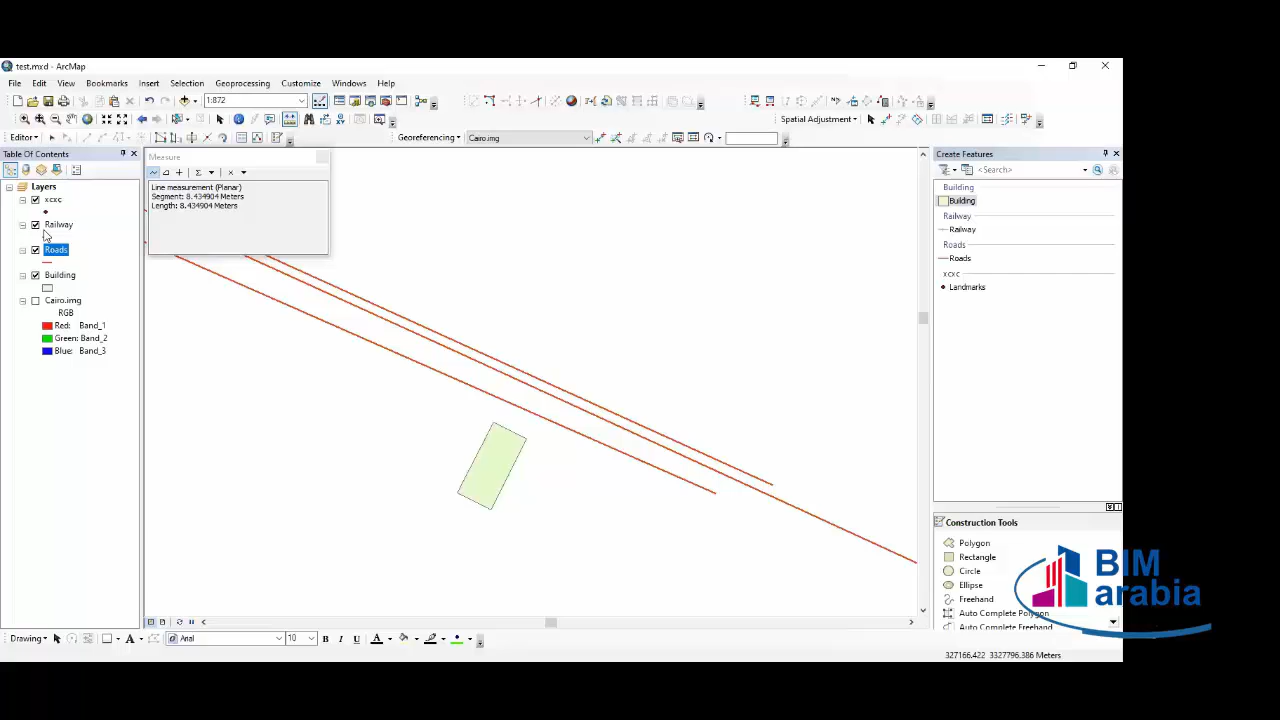 test.mxd - ArcMap
File Edit View Bookmarks Insert Selection Geoprocessing Customize Windows Help
1:872
Spatial Adjustment
Editor
Georeferencing
Cairo.img
Table Of Contents
Layers
xcxc
Railway
Roads
Building
Cairo.img
RGB
Red: Band_1
Green: Band_2
Blue: Band_3
Measure
Line measurement (Planar)
Segment: 8.434904 Meters
Length: 8.434904 Meters
Create Features
<Search>
Building
Building
Railway
Railway
Roads
Roads
xcxc
Landmarks
Construction Tools
Polygon
Rectangle
Circle
Ellipse
Freehand
Auto Complete Polygon
Auto Complete Freehand
BIM
arabia
Drawing
Arial
10
B I U A
327166.422 3327796.386 Meters